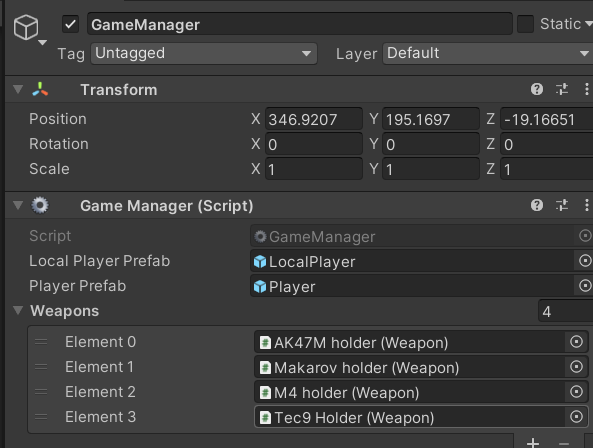 GameManager Static
Tag Untagged Layer Default
Transform
Position X 346.9207 Y 195.1697 Z -19.16651
Rotation X 0 Y 0 Z 0
Scale X 1 Y 1 Z 1
Game Manager (Script)
Script GameManager
Local Player Prefab LocalPlayer
Player Prefab Player
Weapons 4
Element 0 AK47M holder (Weapon)
Element 1 Makarov holder (Weapon)
Element 2 M4 holder (Weapon)
Element 3 Tec9 Holder (Weapon)